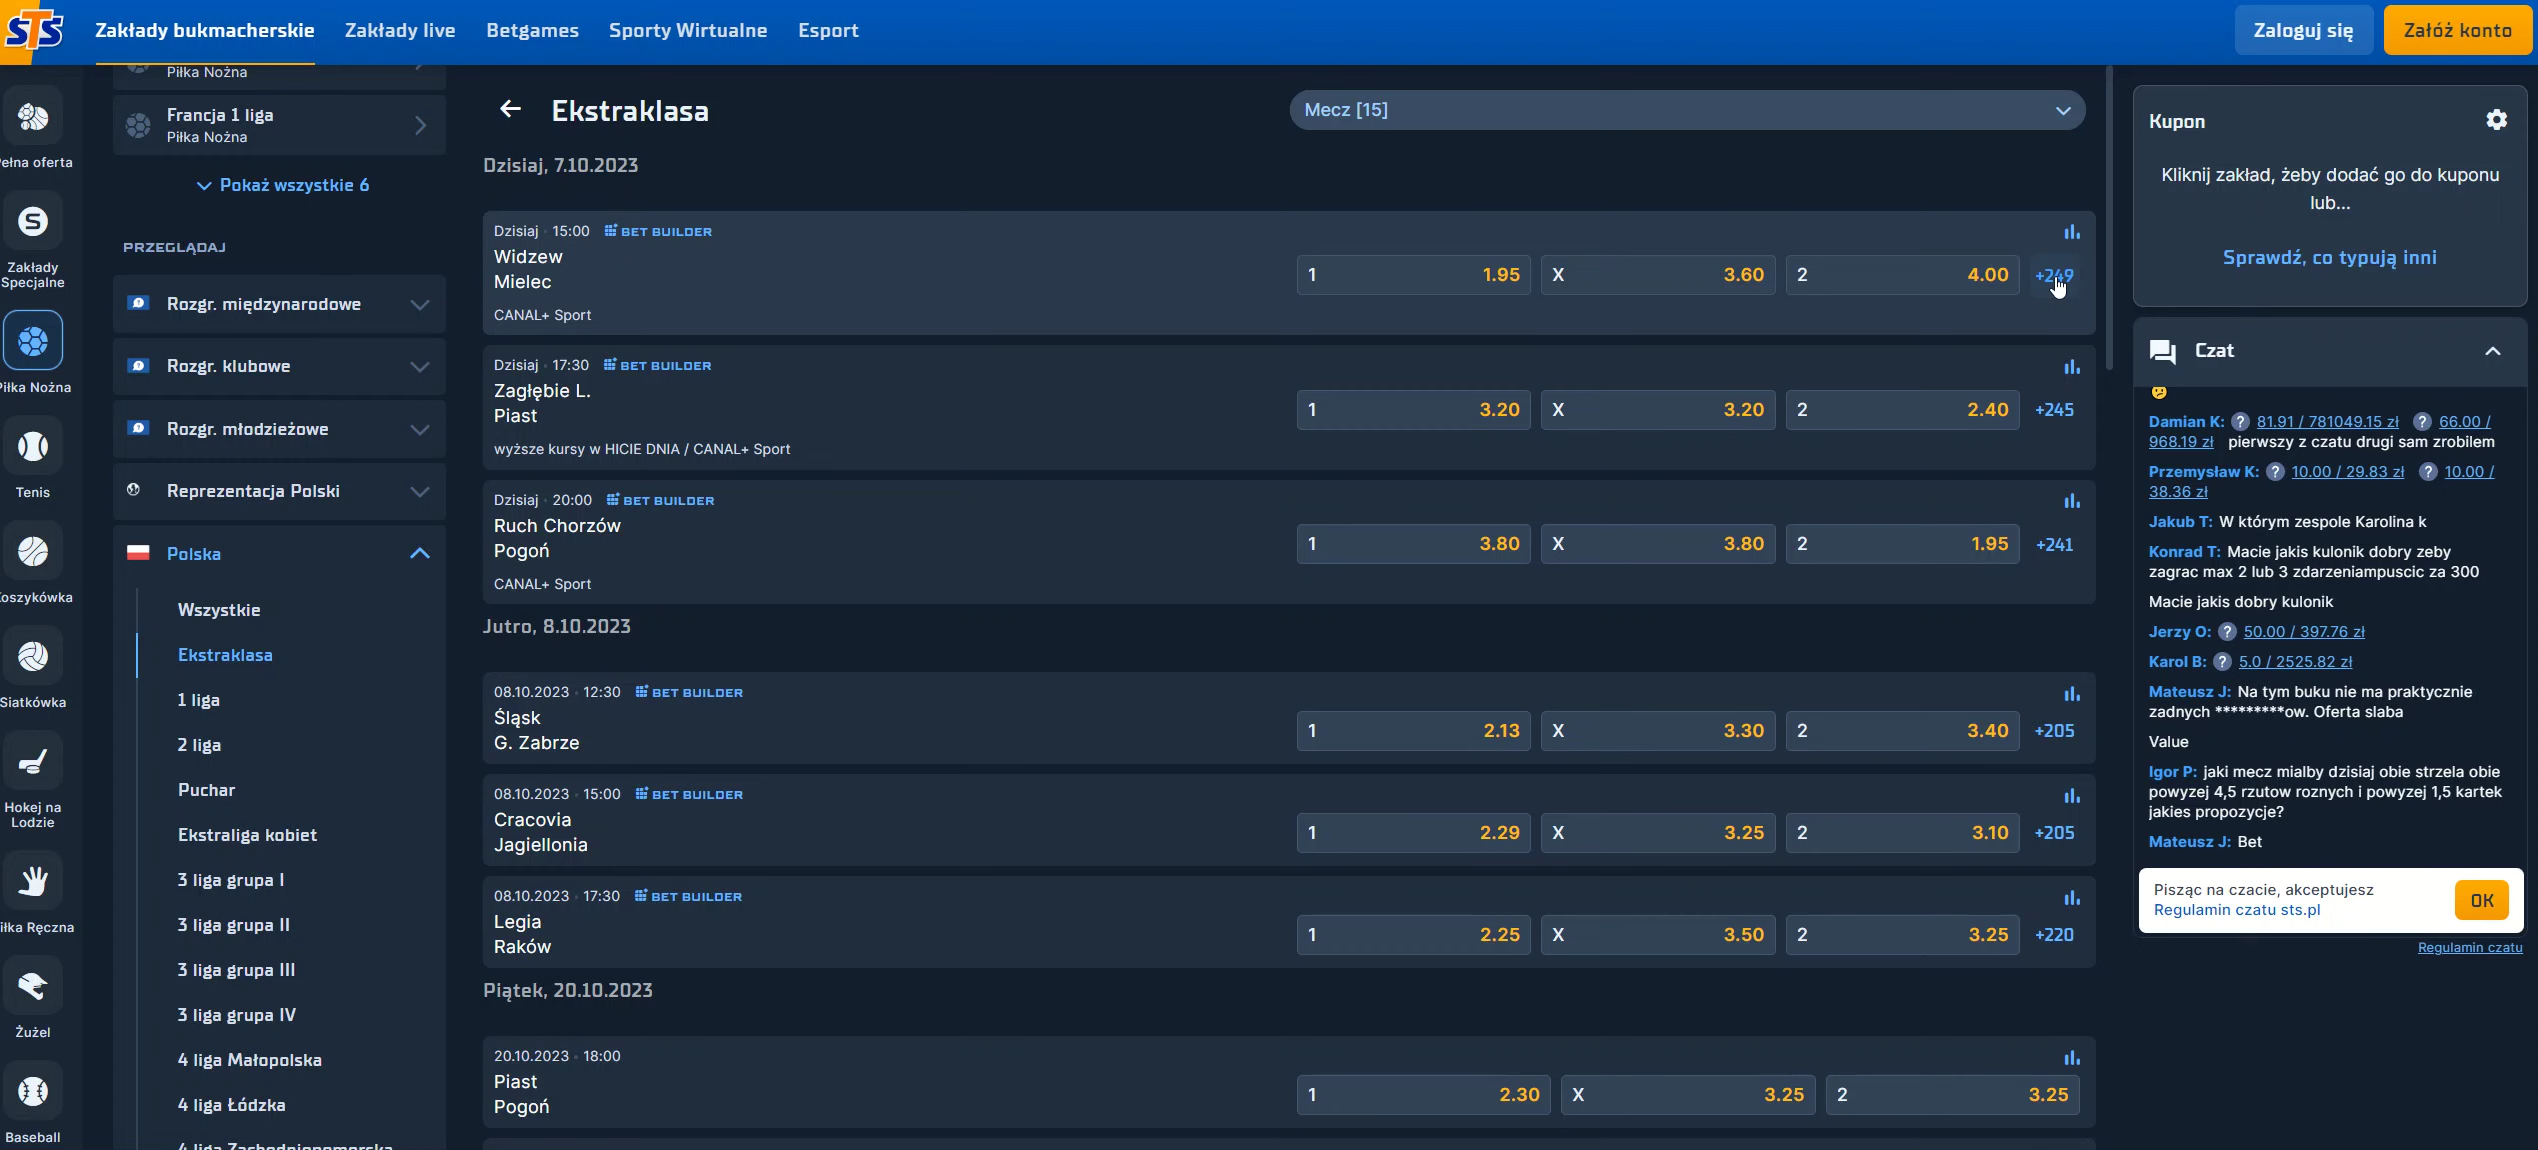 STS
Zakłady bukmacherskie
Zakłady live
Betgames
Sporty Wirtualne
Esport
Zaloguj się
Załóż konto
ełna oferta
Zakłady
Specjalne
Piłka Nożna
Tenis
oszykówka
Siatkówka
Hokej na
Lodzie
iłka Ręczna
Żużel
Baseball
Piłka Nożna
Francja 1 liga
Piłka Nożna
Pokaż wszystkie 6
PRZEGLĄDAJ
Rozgr. międzynarodowe
Rozgr. klubowe
Rozgr. młodzieżowe
Reprezentacja Polski
Polska
Wszystkie
Ekstraklasa
1 liga
2 liga
Puchar
Ekstraliga kobiet
3 liga grupa I
3 liga grupa II
3 liga grupa III
3 liga grupa IV
4 liga Małopolska
4 liga Łódzka
4 liga Zachodniopomorska
Ekstraklasa
Mecz [15]
Dzisiaj, 7.10.2023
Dzisiaj · 15:00 BET BUILDER
Widzew
Mielec
1 1.95 X 3.60 2 4.00 +249
CANAL+ Sport
Dzisiaj · 17:30 BET BUILDER
Zagłębie L.
Piast
1 3.20 X 3.20 2 2.40 +245
wyższe kursy w HICIE DNIA / CANAL+ Sport
Dzisiaj · 20:00 BET BUILDER
Ruch Chorzów
Pogoń
1 3.80 X 3.80 2 1.95 +241
CANAL+ Sport
Jutro, 8.10.2023
08.10.2023 · 12:30 BET BUILDER
Śląsk
G. Zabrze
1 2.13 X 3.30 2 3.40 +205
08.10.2023 · 15:00 BET BUILDER
Cracovia
Jagiellonia
1 2.29 X 3.25 2 3.10 +205
08.10.2023 · 17:30 BET BUILDER
Legia
Raków
1 2.25 X 3.50 2 3.25 +220
Piątek, 20.10.2023
20.10.2023 · 18:00
Piast
Pogoń
1 2.30 X 3.25 2 3.25
Kupon
Kliknij zakład, żeby dodać go do kuponu
lub...
Sprawdź, co typują inni
Czat
Damian K: ? 81.91 / 781049.15 zł ? 66.00 /
968.19 zł pierwszy z czatu drugi sam zrobilem
Przemysław K: ? 10.00 / 29.83 zł ? 10.00 /
38.36 zł
Jakub T: W którym zespole Karolina k
Konrad T: Macie jakis kulonik dobry zeby
zagrac max 2 lub 3 zdarzeniampuscic za 300
Macie jakis dobry kulonik
Jerzy O: ? 50.00 / 397.76 zł
Karol B: ? 5.0 / 2525.82 zł
Mateusz J: Na tym buku nie ma praktycznie
zadnych *********ow. Oferta slaba
Value
Igor P: jaki mecz mialby dzisiaj obie strzela obie
powyzej 4,5 rzutow roznych i powyzej 1,5 kartek
jakies propozycje?
Mateusz J: Bet
Pisząc na czacie, akceptujesz
Regulamin czatu sts.pl
OK
Regulamin czatu